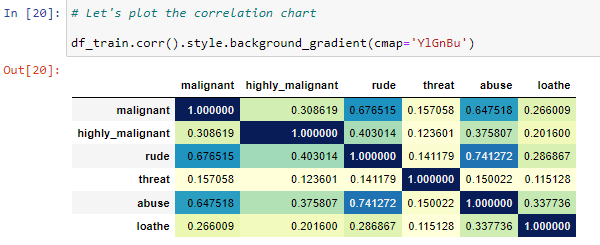 In [20]: # Let's plot the correlation chart
df_train.corr().style.background_gradient(cmap='YlGnBu')
Out[20]:
malignant highly_malignant rude threat abuse loathe
malignant 1.000000 0.308619 0.676515 0.157058 0.647518 0.266009
highly_malignant 0.308619 1.000000 0.403014 0.123601 0.375807 0.201600
rude 0.676515 0.403014 1.000000 0.141179 0.741272 0.286867
threat 0.157058 0.123601 0.141179 1.000000 0.150022 0.115128
abuse 0.647518 0.375807 0.741272 0.150022 1.000000 0.337736
loathe 0.266009 0.201600 0.286867 0.115128 0.337736 1.000000